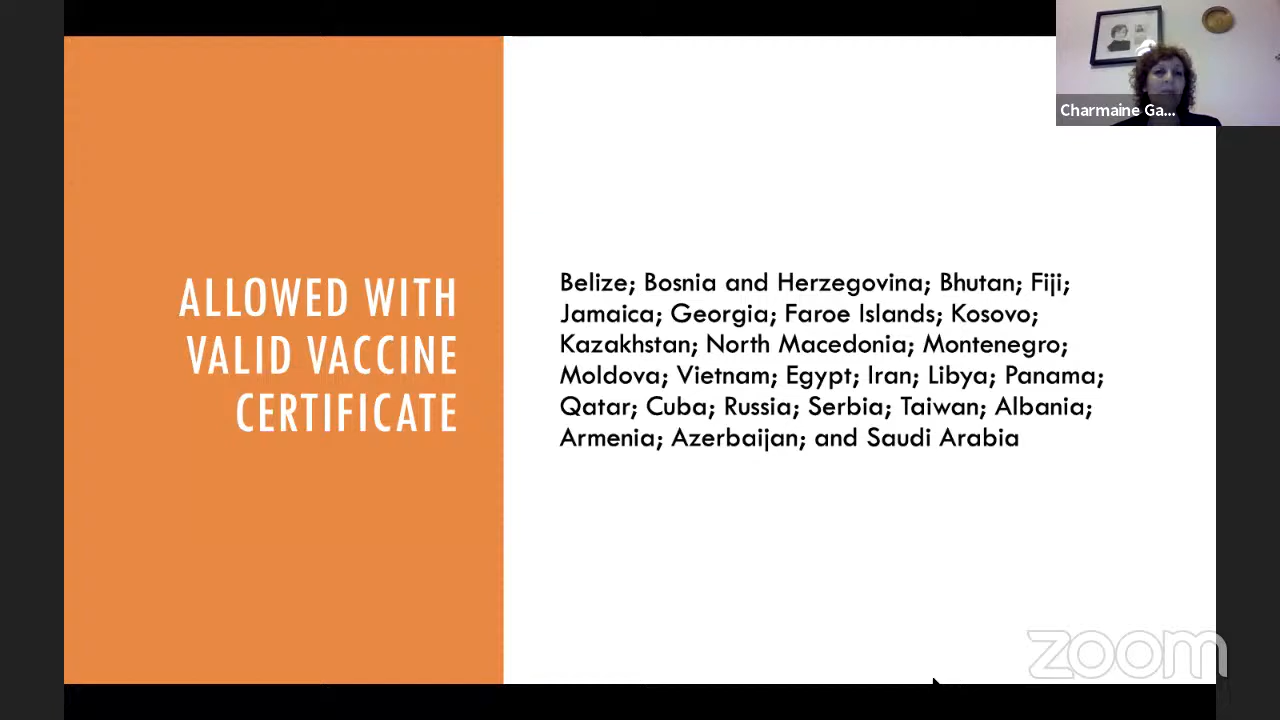 Charmaine Ga...
ALLOWED WITH
VALID VACCINE
CERTIFICATE
Belize; Bosnia and Herzegovina; Bhutan; Fiji;
Jamaica; Georgia; Faroe Islands; Kosovo;
Kazakhstan; North Macedonia; Montenegro;
Moldova; Vietnam; Egypt; Iran; Libya; Panama;
Qatar; Cuba; Russia; Serbia; Taiwan; Albania;
Armenia; Azerbaijan; and Saudi Arabia
zoom